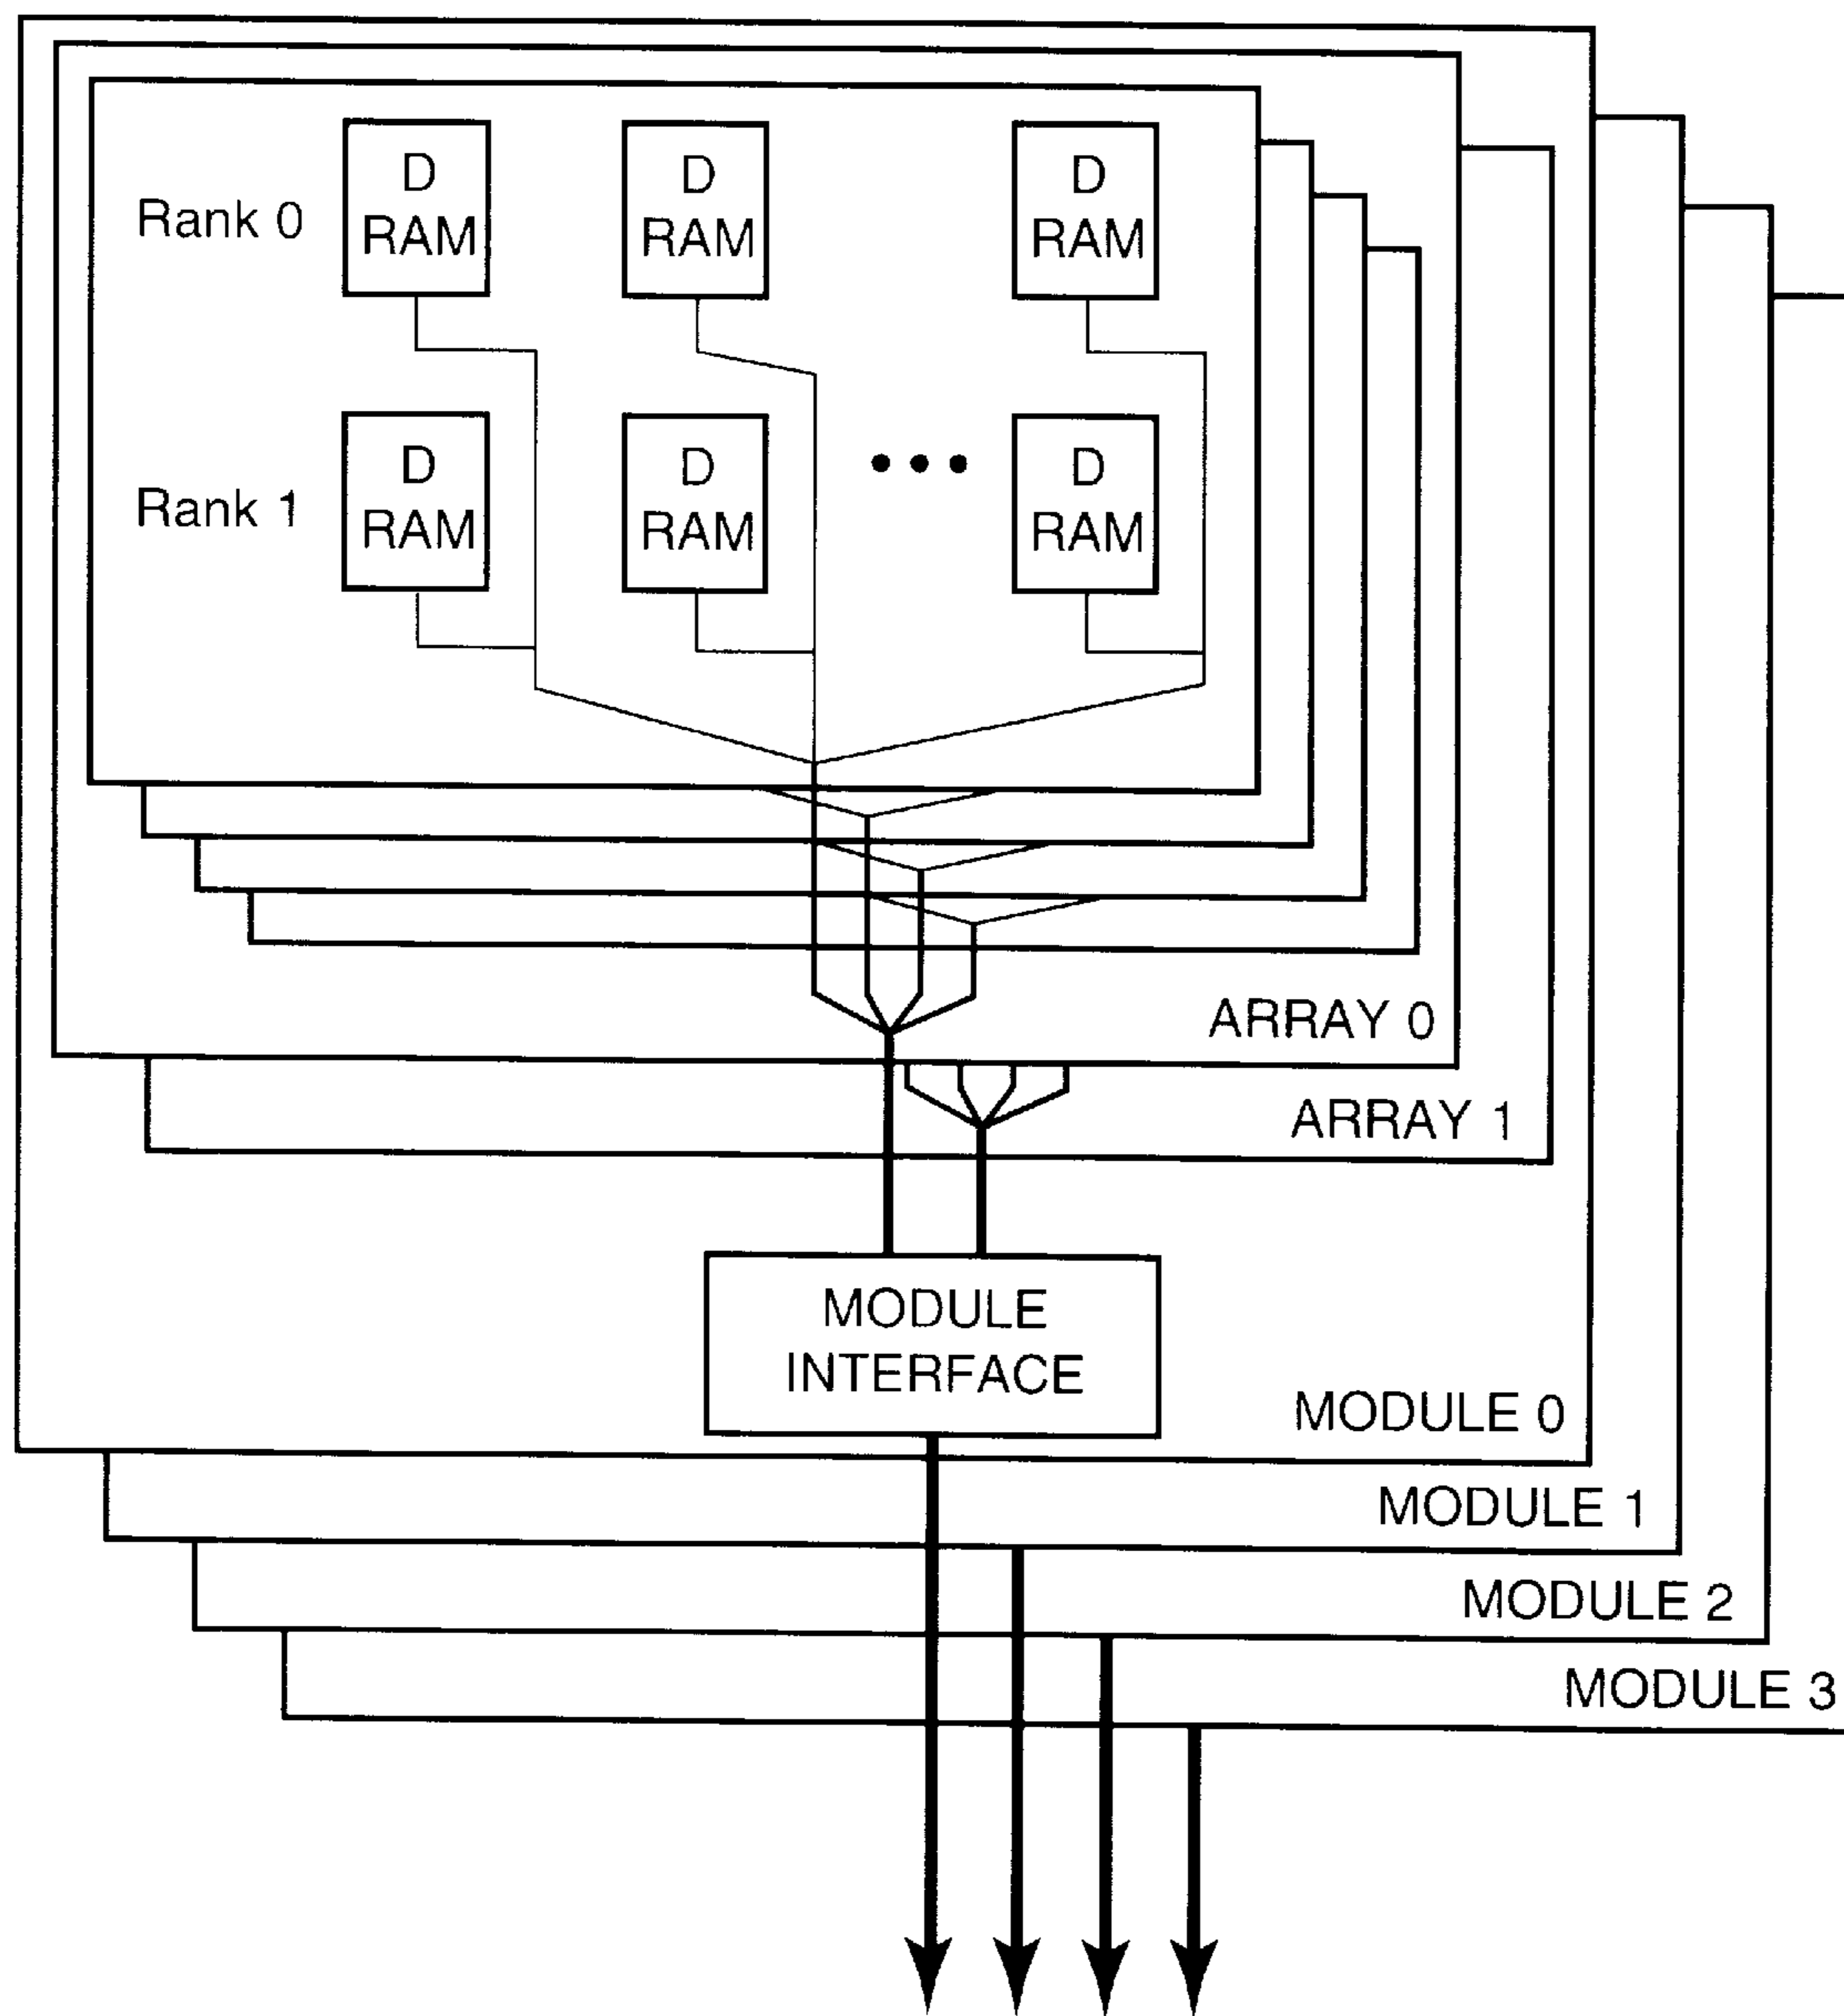 Rank 0
D
RAM
D
RAM
D
RAM
Rank 1
D
RAM
D
RAM
• • •
D
RAM
ARRAY 0
ARRAY 1
MODULE
INTERFACE
MODULE 0
MODULE 1
MODULE 2
MODULE 3